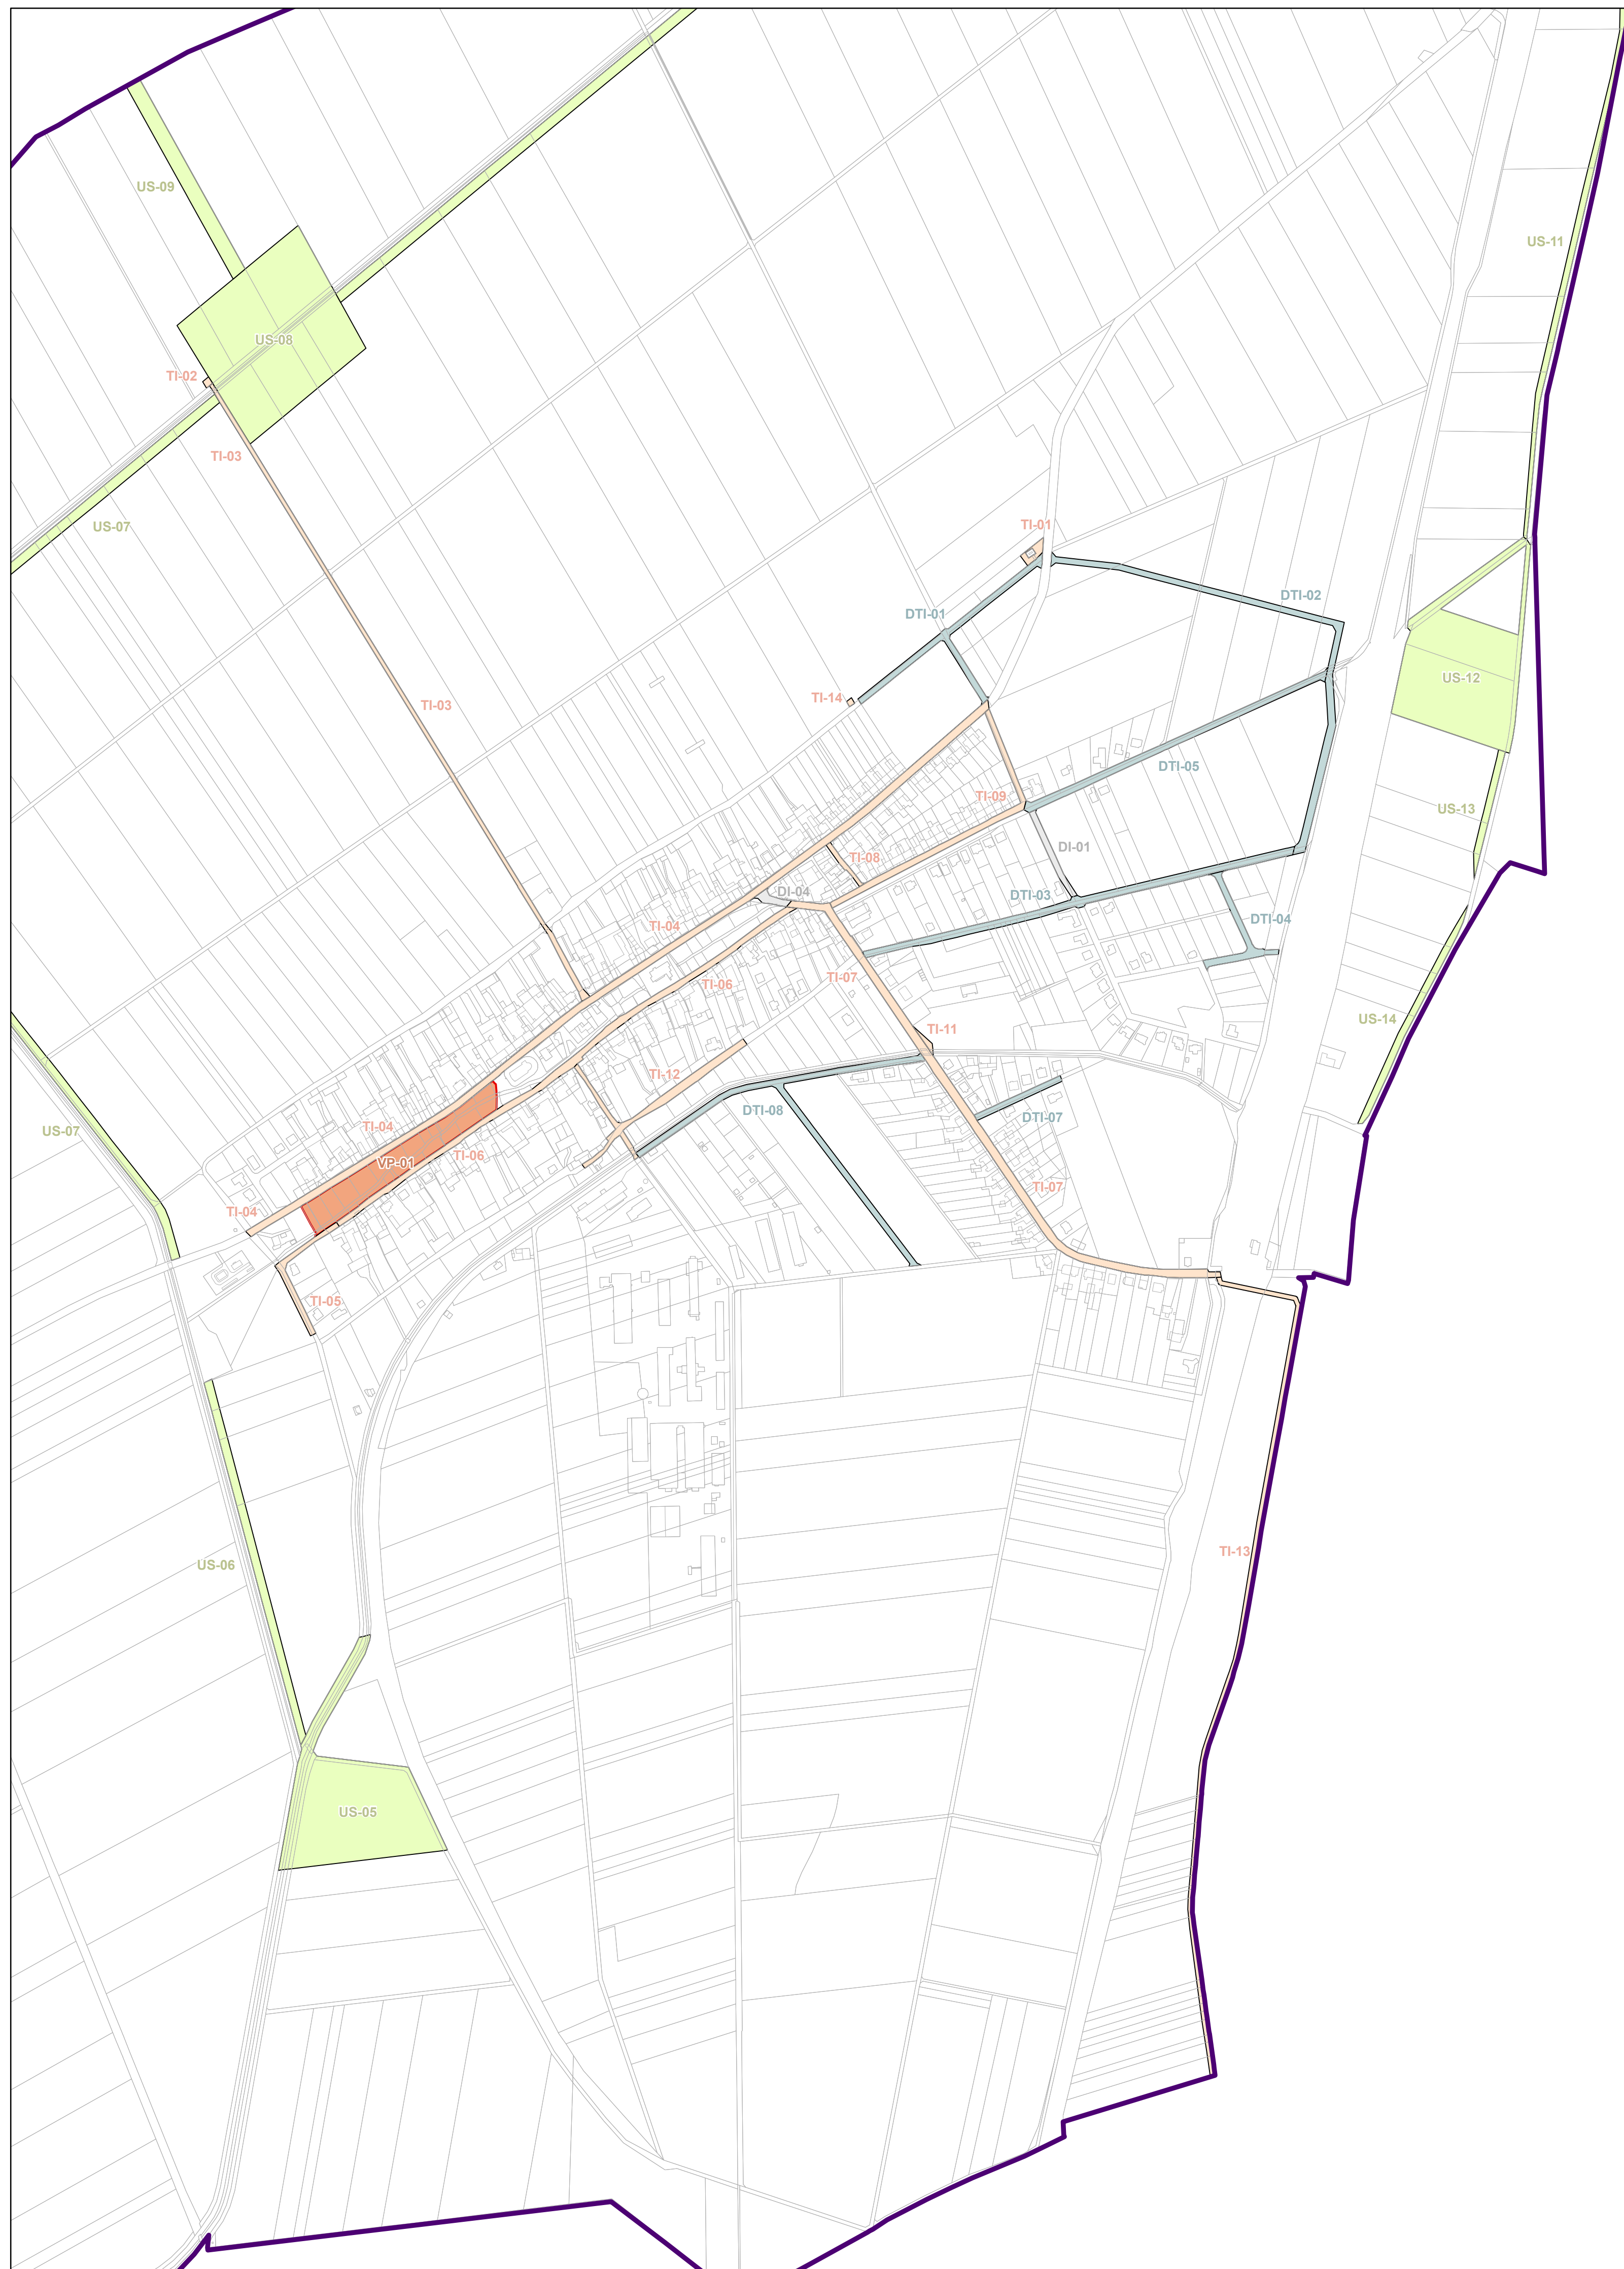 US-09
US-11
US-08
TI-02
TI-03
US-07
TI-01
DTI-02
DTI-01
US-12
TI-14
TI-03
DTI-05
TI-09
US-13
DI-01
TI-08
DI-04
DTI-03
DTI-04
TI-04
TI-06
TI-07
US-14
TI-11
TI-12
DTI-08
DTI-07
TI-04
US-07
TI-06
VP-01
TI-07
TI-04
TI-05
TI-13
US-06
US-05